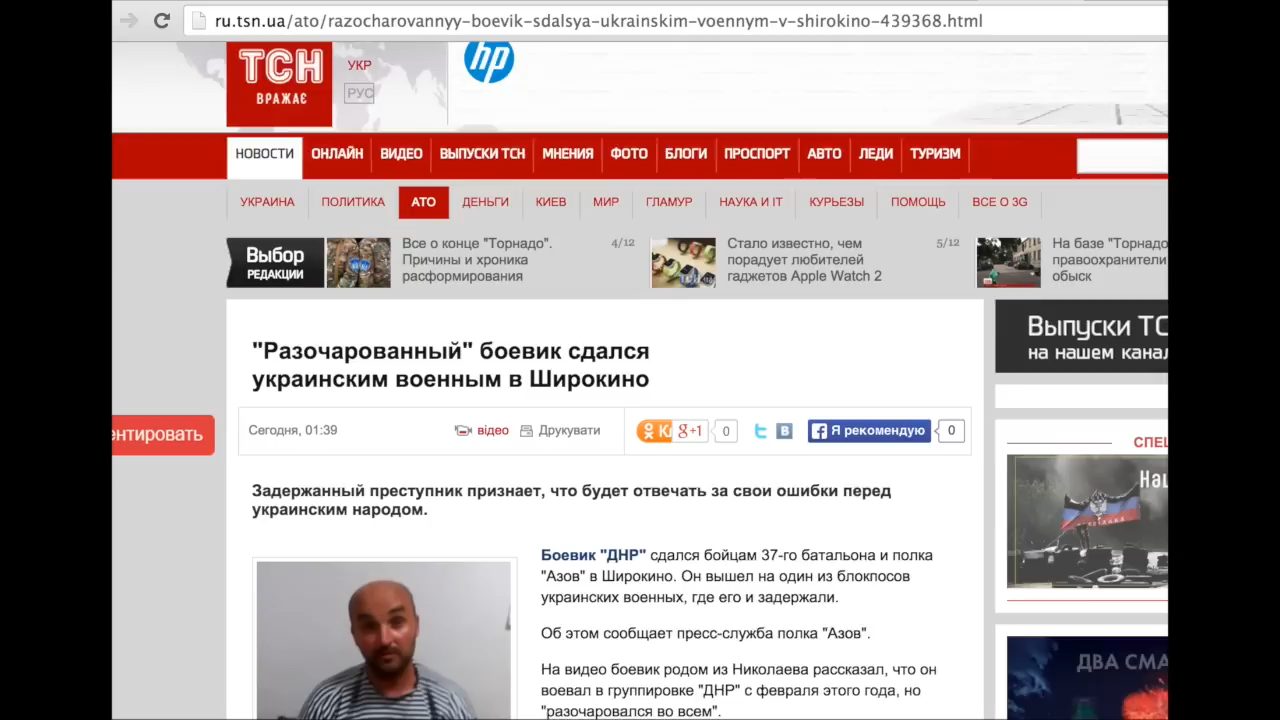 ru.tsn.ua/ato/razocharovannyy-boevik-sdalsya-ukrainskim-voennym-v-shirokino-439368.html
ТСН
ВРАЖАЄ
УКР
РУС
hp
НОВОСТИ ОНЛАЙН ВИДЕО ВЫПУСКИ ТСН МНЕНИЯ ФОТО БЛОГИ ПРОСПОРТ АВТО ЛЕДИ ТУРИЗМ
УКРАИНА ПОЛИТИКА АТО ДЕНЬГИ КИЕВ МИР ГЛАМУР НАУКА И IT КУРЬЕЗЫ ПОМОЩЬ ВСЕ О 3G
Выбор
РЕДАКЦИИ
Все о конце "Торнадо".
Причины и хроника
расформирования
4/12
Стало известно, чем
порадует любителей
гаджетов Apple Watch 2
5/12
На базе "Торнадо
правоохранители
обыск
"Разочарованный" боевик сдался
украинским военным в Широкино
Выпуски ТС
на нашем кана
ентировать
Сегодня, 01:39 відео Друкувати Кл g+1 0 Я рекомендую 0
СПЕЦ
На
Задержанный преступник признает, что будет отвечать за свои ошибки перед
украинским народом.
Боевик "ДНР" сдался бойцам 37-го батальона и полка
"Азов" в Широкино. Он вышел на один из блокпосов
украинских военных, где его и задержали.
Об этом сообщает пресс-служба полка "Азов".
На видео боевик родом из Николаева рассказал, что он
воевал в группировке "ДНР" с февраля этого года, но
"разочаровался во всем".
ДВА СМА